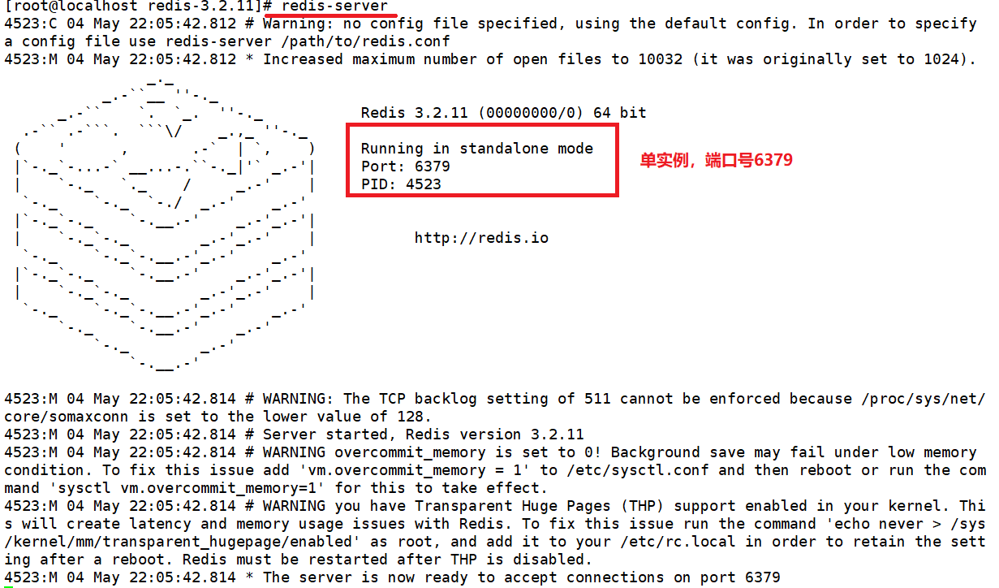 [root@localhost redis-3.2.11]# redis-server
4523:C 04 May 22:05:42.812 # Warning: no config file specified, using the default config. In order to specify
a config file use redis-server /path/to/redis.conf
4523:M 04 May 22:05:42.812 * Increased maximum number of open files to 10032 (it was originally set to 1024).
Redis 3.2.11 (00000000/0) 64 bit
Running in standalone mode
单实例，端口号6379
Port: 6379
PID: 4523
http://redis.io
4523:M 04 May 22:05:42.814 # WARNING: The TCP backlog setting of 511 cannot be enforced because /proc/sys/net/
core/somaxconn is set to the lower value of 128.
4523:M 04 May 22:05:42.814 # Server started, Redis version 3.2.11
4523:M 04 May 22:05:42.814 # WARNING overcommit_memory is set to 0! Background save may fail under low memory
condition. To fix this issue add 'vm.overcommit_memory = 1' to /etc/sysctl.conf and then reboot or run the com
mand 'sysctl vm.overcommit_memory=1' for this to take effect.
4523:M 04 May 22:05:42.814 # WARNING you have Transparent Huge Pages (THP) support enabled in your kernel. Thi
s will create latency and memory usage issues with Redis. To fix this issue run the command 'echo never > /sys
/kernel/mm/transparent_hugepage/enabled' as root, and add it to your /etc/rc.local in order to retain the sett
ing after a reboot. Redis must be restarted after THP is disabled.
4523:M 04 May 22:05:42.814 * The server is now ready to accept connections on port 6379